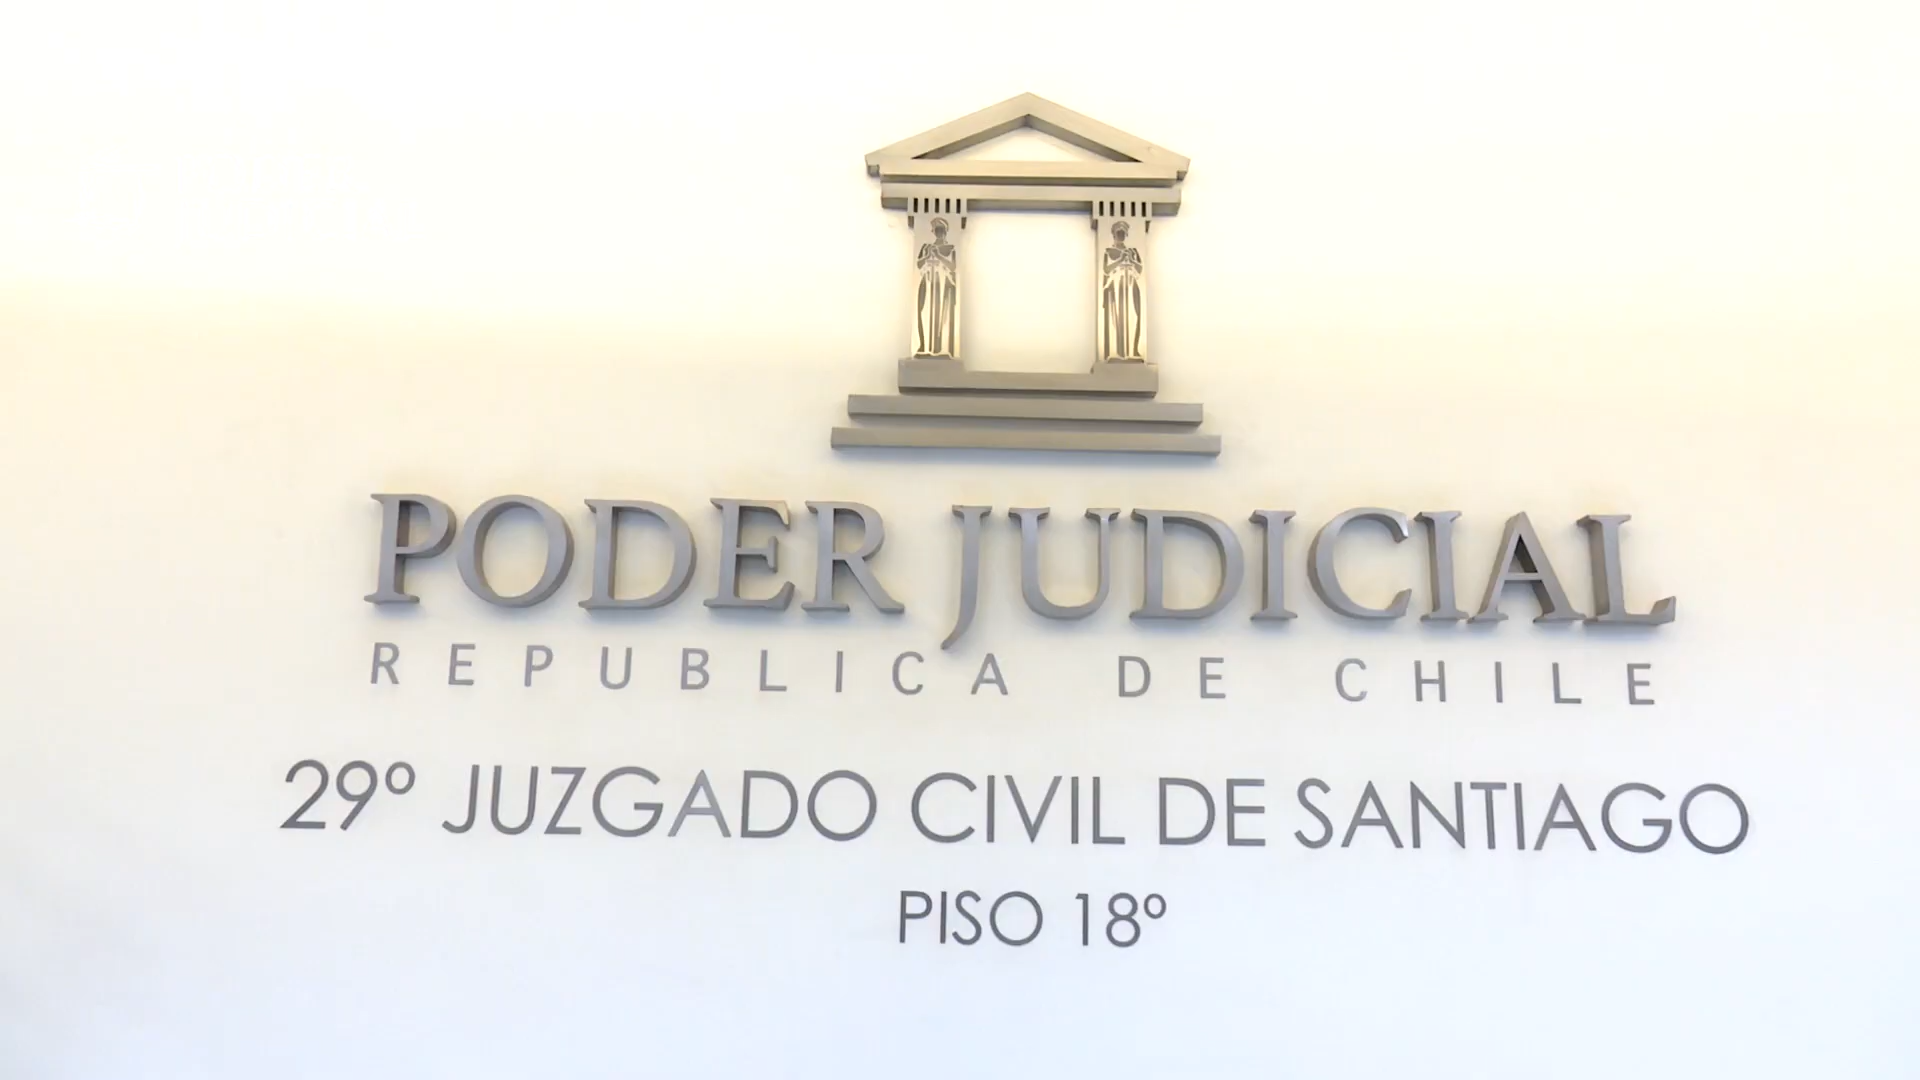 PODER JUDICIAL
REPUBLICA DE CHILE
29º JUZGADO CIVIL DE SANTIAGO
PISO 18º